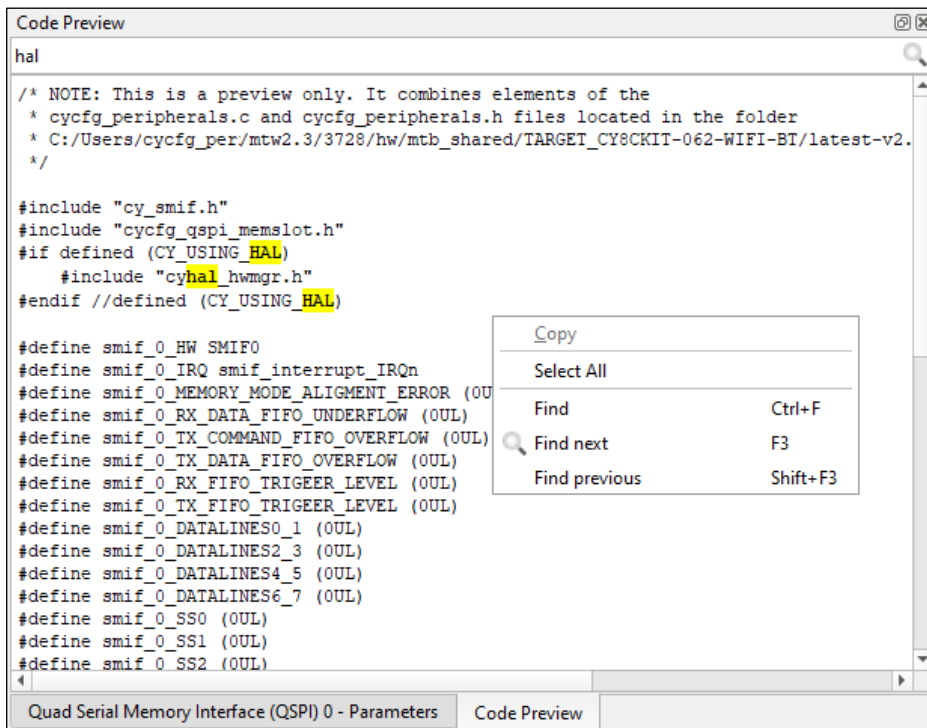 Code Preview
hal
/* NOTE: This is a preview only. It combines elements of the
 * cycfg_peripherals.c and cycfg_peripherals.h files located in the folder
 * C:/Users/cycfg_per/mtw2.3/3728/hw/mtb_shared/TARGET_CY8CKIT-062-WIFI-BT/latest-v2.
 */
#include "cy_smif.h"
#include "cycfg_qspi_memslot.h"
#if defined (CY_USING_HAL)
    #include "cyhal_hwmgr.h"
#endif //defined (CY_USING_HAL)
#define smif_0_HW SMIF0
#define smif_0_IRQ smif_interrupt_IRQn
#define smif_0_MEMORY_MODE_ALIGMENT_ERROR (0U
#define smif_0_RX_DATA_FIFO_UNDERFLOW (0UL)
#define smif_0_TX_COMMAND_FIFO_OVERFLOW (0UL)
#define smif_0_TX_DATA_FIFO_OVERFLOW (0UL)
#define smif_0_RX_FIFO_TRIGEER_LEVEL (0UL)
#define smif_0_TX_FIFO_TRIGEER_LEVEL (0UL)
#define smif_0_DATALINES0_1 (0UL)
#define smif_0_DATALINES2_3 (0UL)
#define smif_0_DATALINES4_5 (0UL)
#define smif_0_DATALINES6_7 (0UL)
#define smif_0_SS0 (0UL)
#define smif_0_SS1 (0UL)
#define smif_0_SS2 (0UL)
Copy
Select All
Find Ctrl+F
Find next F3
Find previous Shift+F3
Quad Serial Memory Interface (QSPI) 0 - Parameters Code Preview